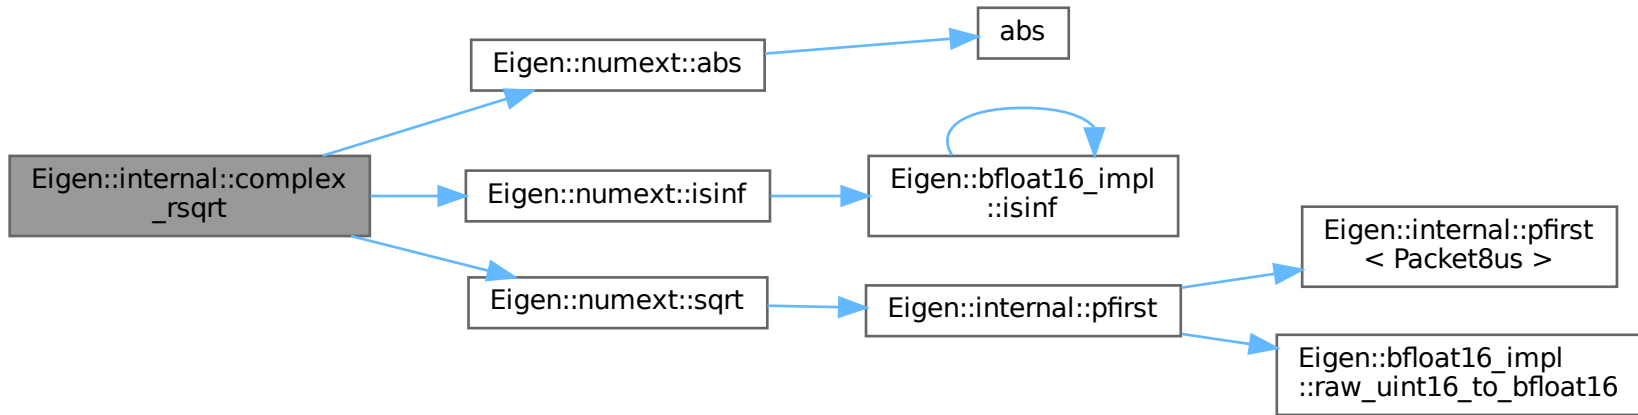 Eigen::internal::complex
_rsqrt
Eigen::numext::abs
abs
Eigen::numext::isinf
Eigen::bfloat16_impl
::isinf
Eigen::numext::sqrt
Eigen::internal::pfirst
Eigen::internal::pfirst
< Packet8us >
Eigen::bfloat16_impl
::raw_uint16_to_bfloat16